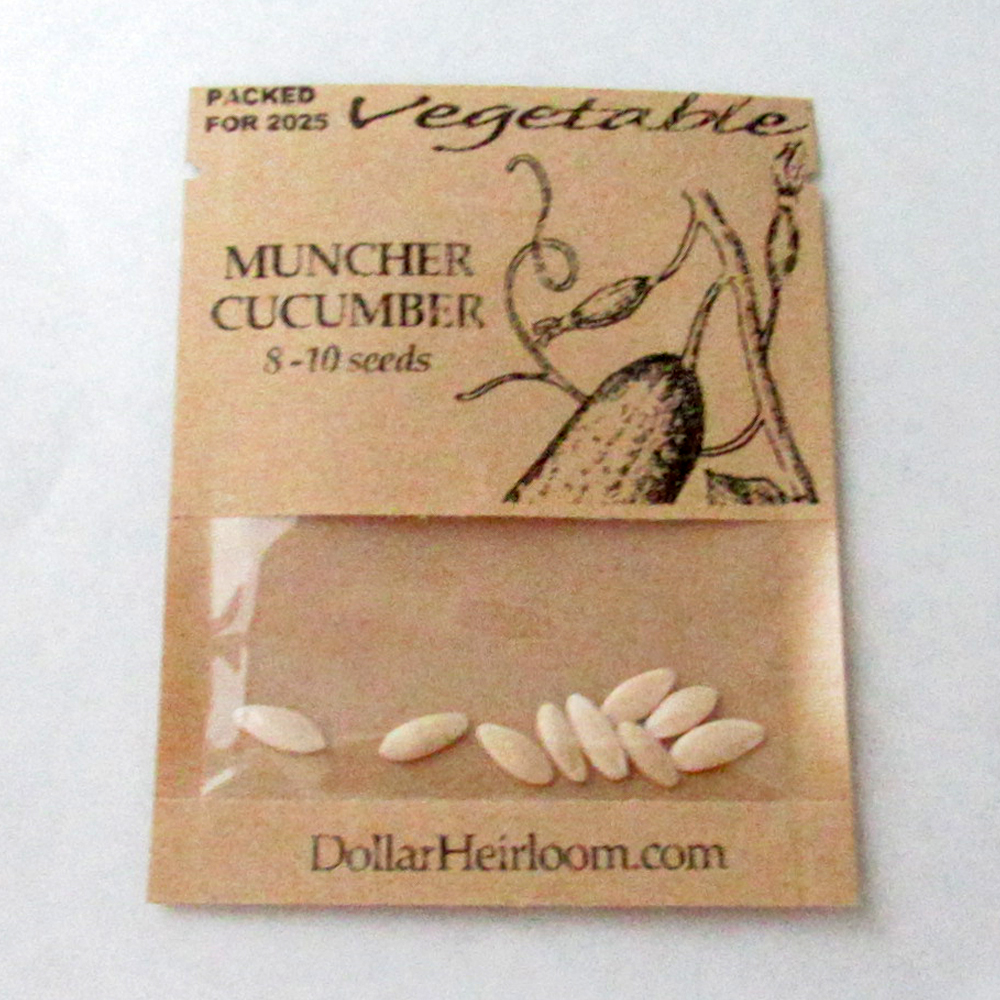 PACKED
FOR 2025
Vegetable
MUNCHER
CUCUMBER
8-10 seeds
DollarHeirloom.com